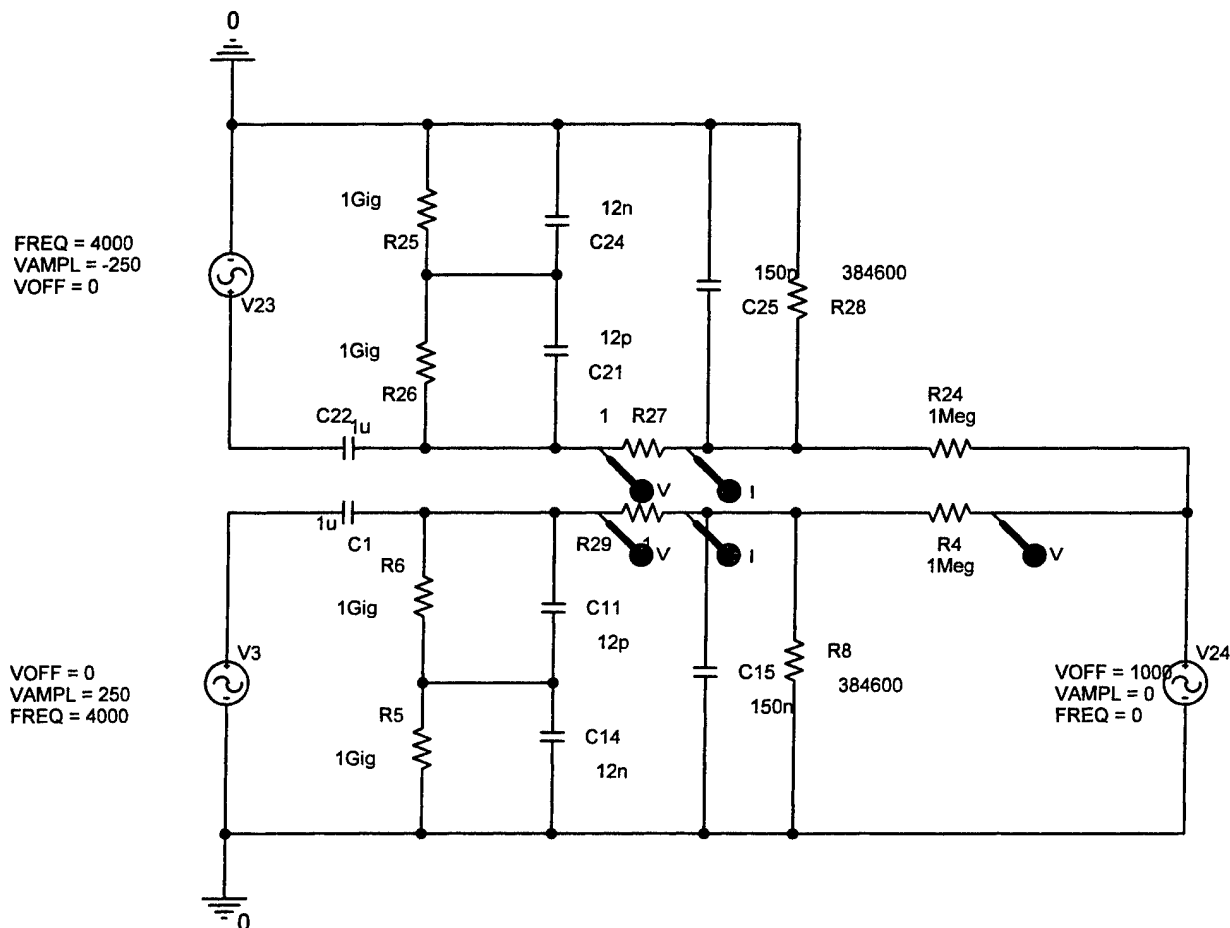 0
1Gig
R25
12n
C24
FREQ = 4000
VAMPL = -250
VOFF = 0
V23
150n
384600
C25
R28
1Gig
R26
12p
C21
C22
1u
1
R27
R24
1Meg
V
I
1u
C1
R6
1Gig
R29
1
V
I
R4
1Meg
V
C11
12p
VOFF = 0
VAMPL = 250
FREQ = 4000
V3
R5
1Gig
C14
12n
C15
150n
R8
384600
V24
VOFF = 1000
VAMPL = 0
FREQ = 0
0